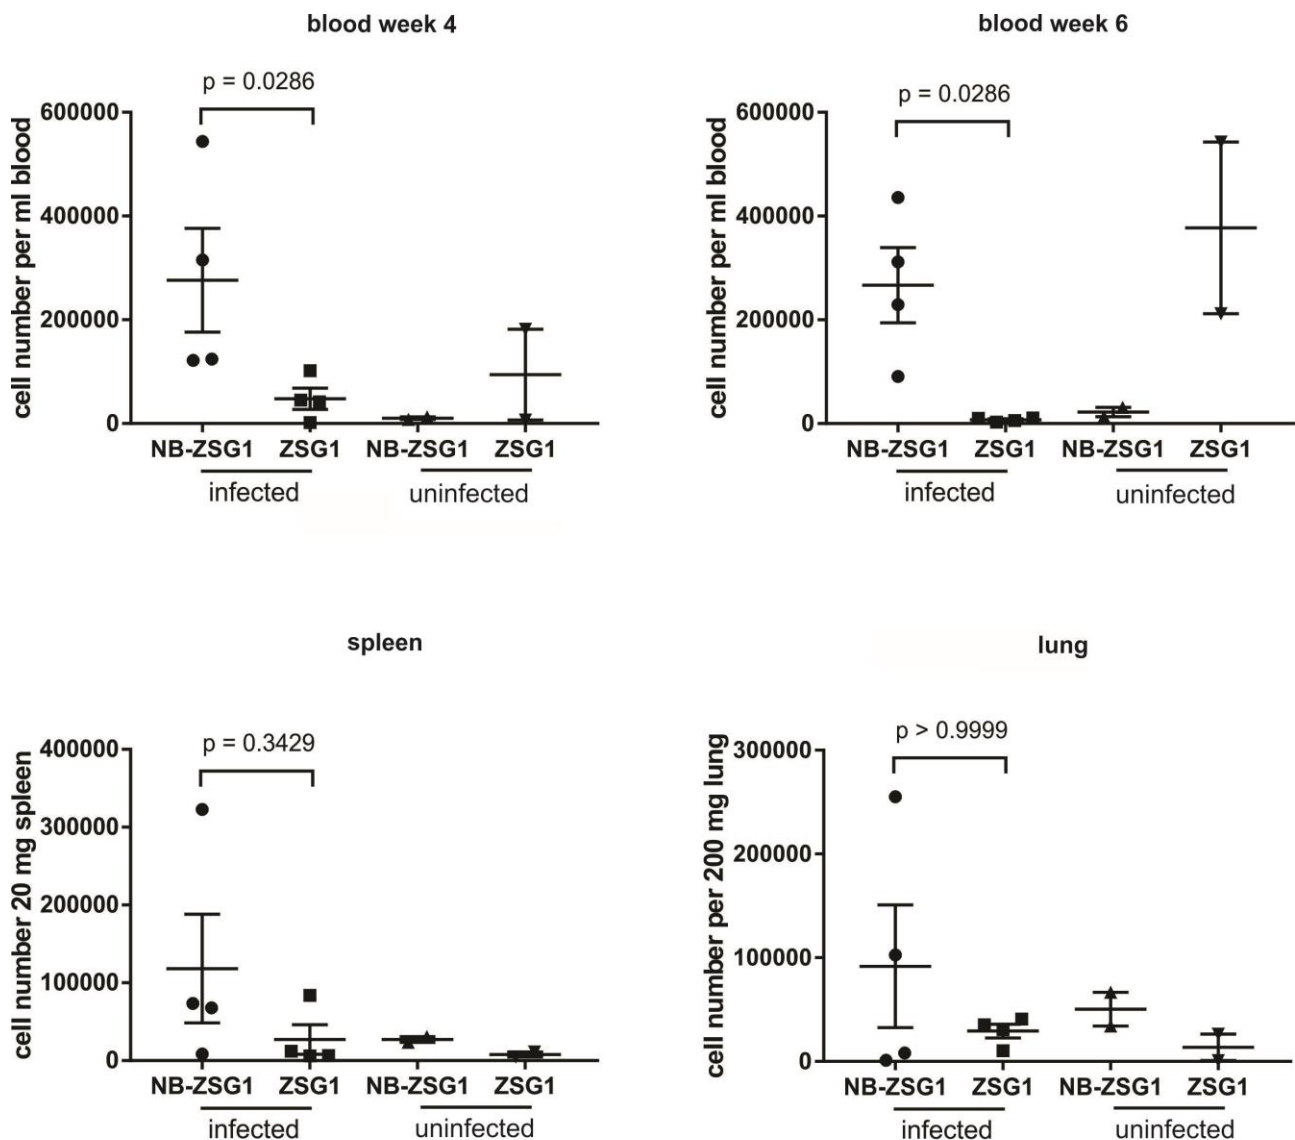 blood week 4
p = 0.0286
cell number per ml blood
600000
400000
200000
0
NB-ZSG1 ZSG1 NB-ZSG1 ZSG1
infected uninfected
blood week 6
p = 0.0286
cell number per ml blood
600000
400000
200000
0
NB-ZSG1 ZSG1 NB-ZSG1 ZSG1
infected uninfected
spleen
p = 0.3429
cell number 20 mg spleen
400000
300000
200000
100000
0
NB-ZSG1 ZSG1 NB-ZSG1 ZSG1
infected uninfected
lung
p > 0.9999
cell number per 200 mg lung
300000
200000
100000
0
NB-ZSG1 ZSG1 NB-ZSG1 ZSG1
infected uninfected